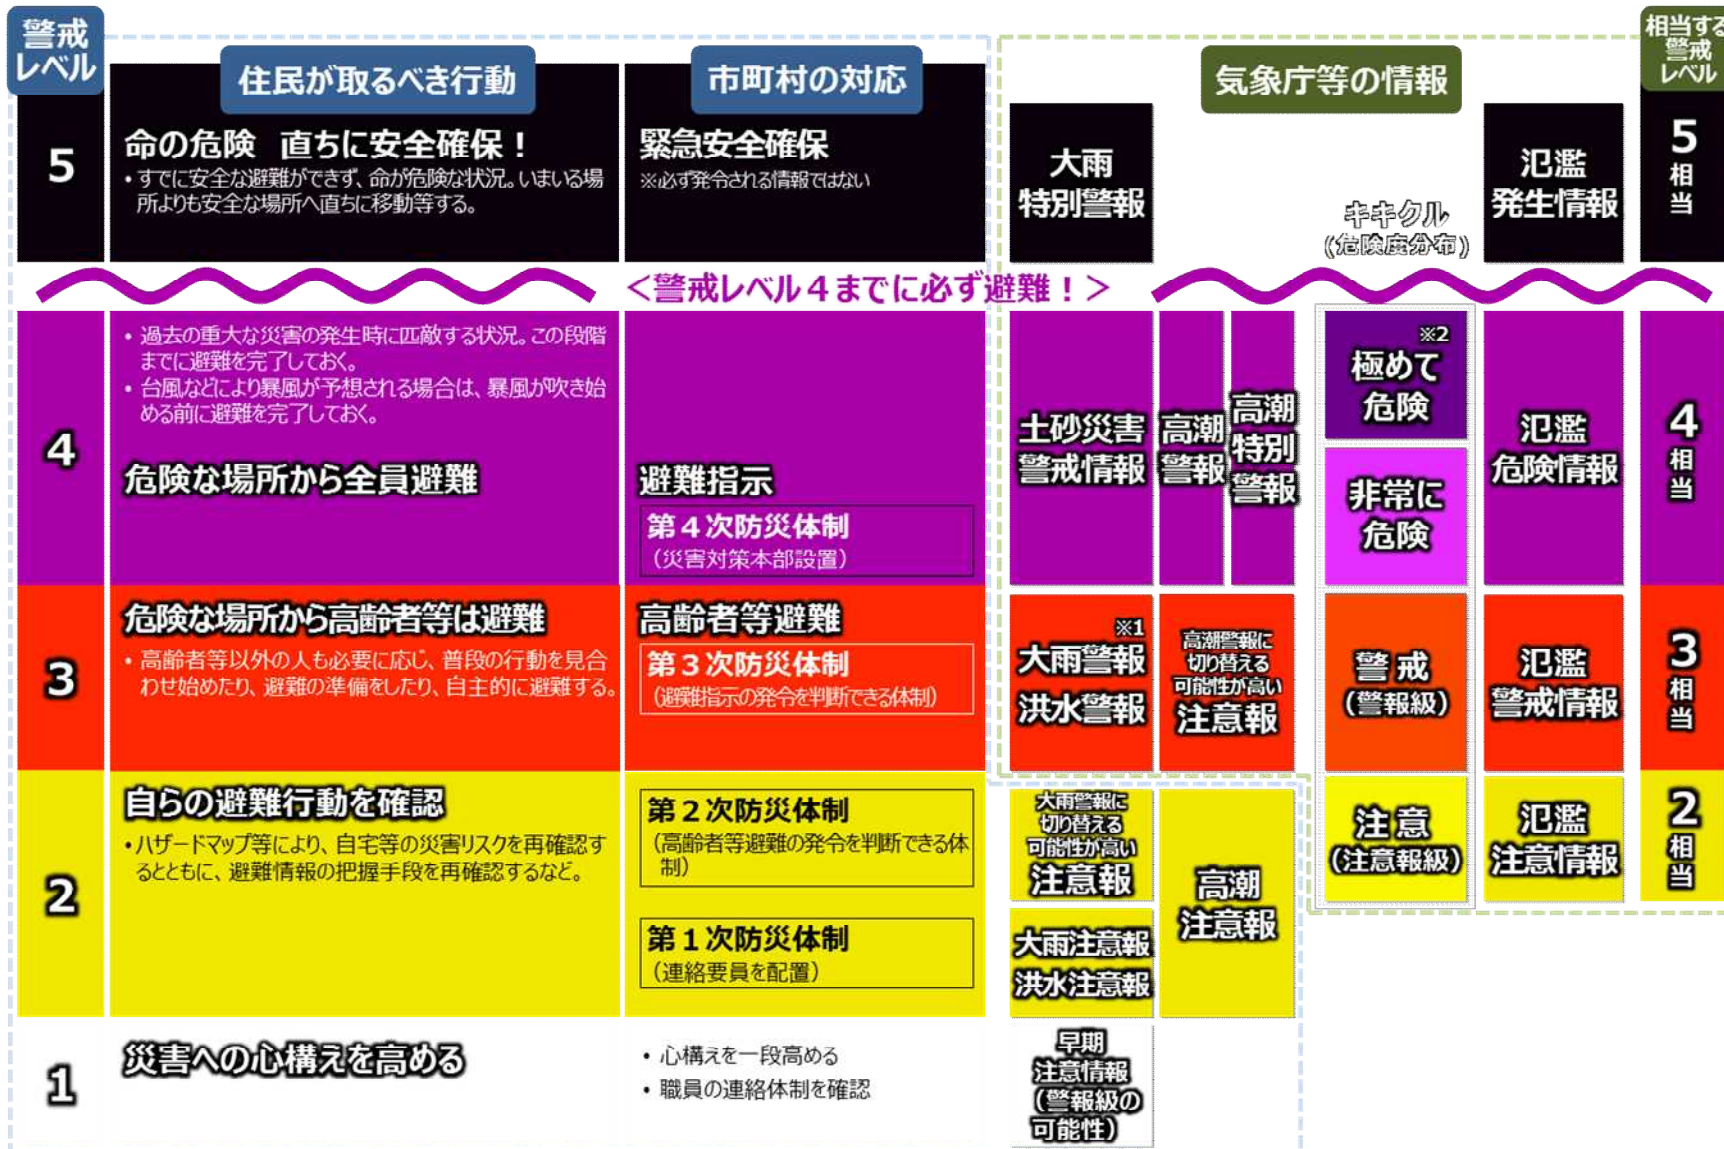 警戒
レベル
住民が取るべき行動
市町村の対応
気象庁等の情報
相当する
警戒
レベル
5
命の危険 直ちに安全確保！
・すでに安全な避難ができず、命が危険な状況。いまいる場
所よりも安全な場所へ直ちに移動等する。
緊急安全確保
※必ず発令される情報ではない
大雨
特別警報
キキクル
（危険度分布）
氾濫
発生情報
5
相
当
＜警戒レベル４までに必ず避難！＞
4
・過去の重大な災害の発生時に匹敵する状況。この段階
までに避難を完了しておく。
・台風などにより暴風が予想される場合は、暴風が吹き始
める前に避難を完了しておく。
危険な場所から全員避難
避難指示
第４次防災体制
（災害対策本部設置）
土砂災害
警戒情報
高潮
警報
高潮
特別
警報
※2
極めて
危険
非常に
危険
氾濫
危険情報
4
相
当
3
危険な場所から高齢者等は避難
・高齢者等以外の人も必要に応じ、普段の行動を見合
わせ始めたり、避難の準備をしたり、自主的に避難する。
高齢者等避難
第３次防災体制
（避難指示の発令を判断できる体制）
※1
大雨警報
洪水警報
高潮警報に
切り替える
可能性が高い
注意報
警戒
（警報級）
氾濫
警戒情報
3
相
当
2
自らの避難行動を確認
・ハザードマップ等により、自宅等の災害リスクを再確認す
るとともに、避難情報の把握手段を再確認するなど。
第２次防災体制
（高齢者等避難の発令を判断できる体
制）
第１次防災体制
（連絡要員を配置）
大雨警報に
切り替える
可能性が高い
注意報
大雨注意報
洪水注意報
高潮
注意報
注意
（注意報級）
氾濫
注意情報
2
相
当
1
災害への心構えを高める
・心構えを一段高める
・職員の連絡体制を確認
早期
注意情報
（警報級の
可能性）